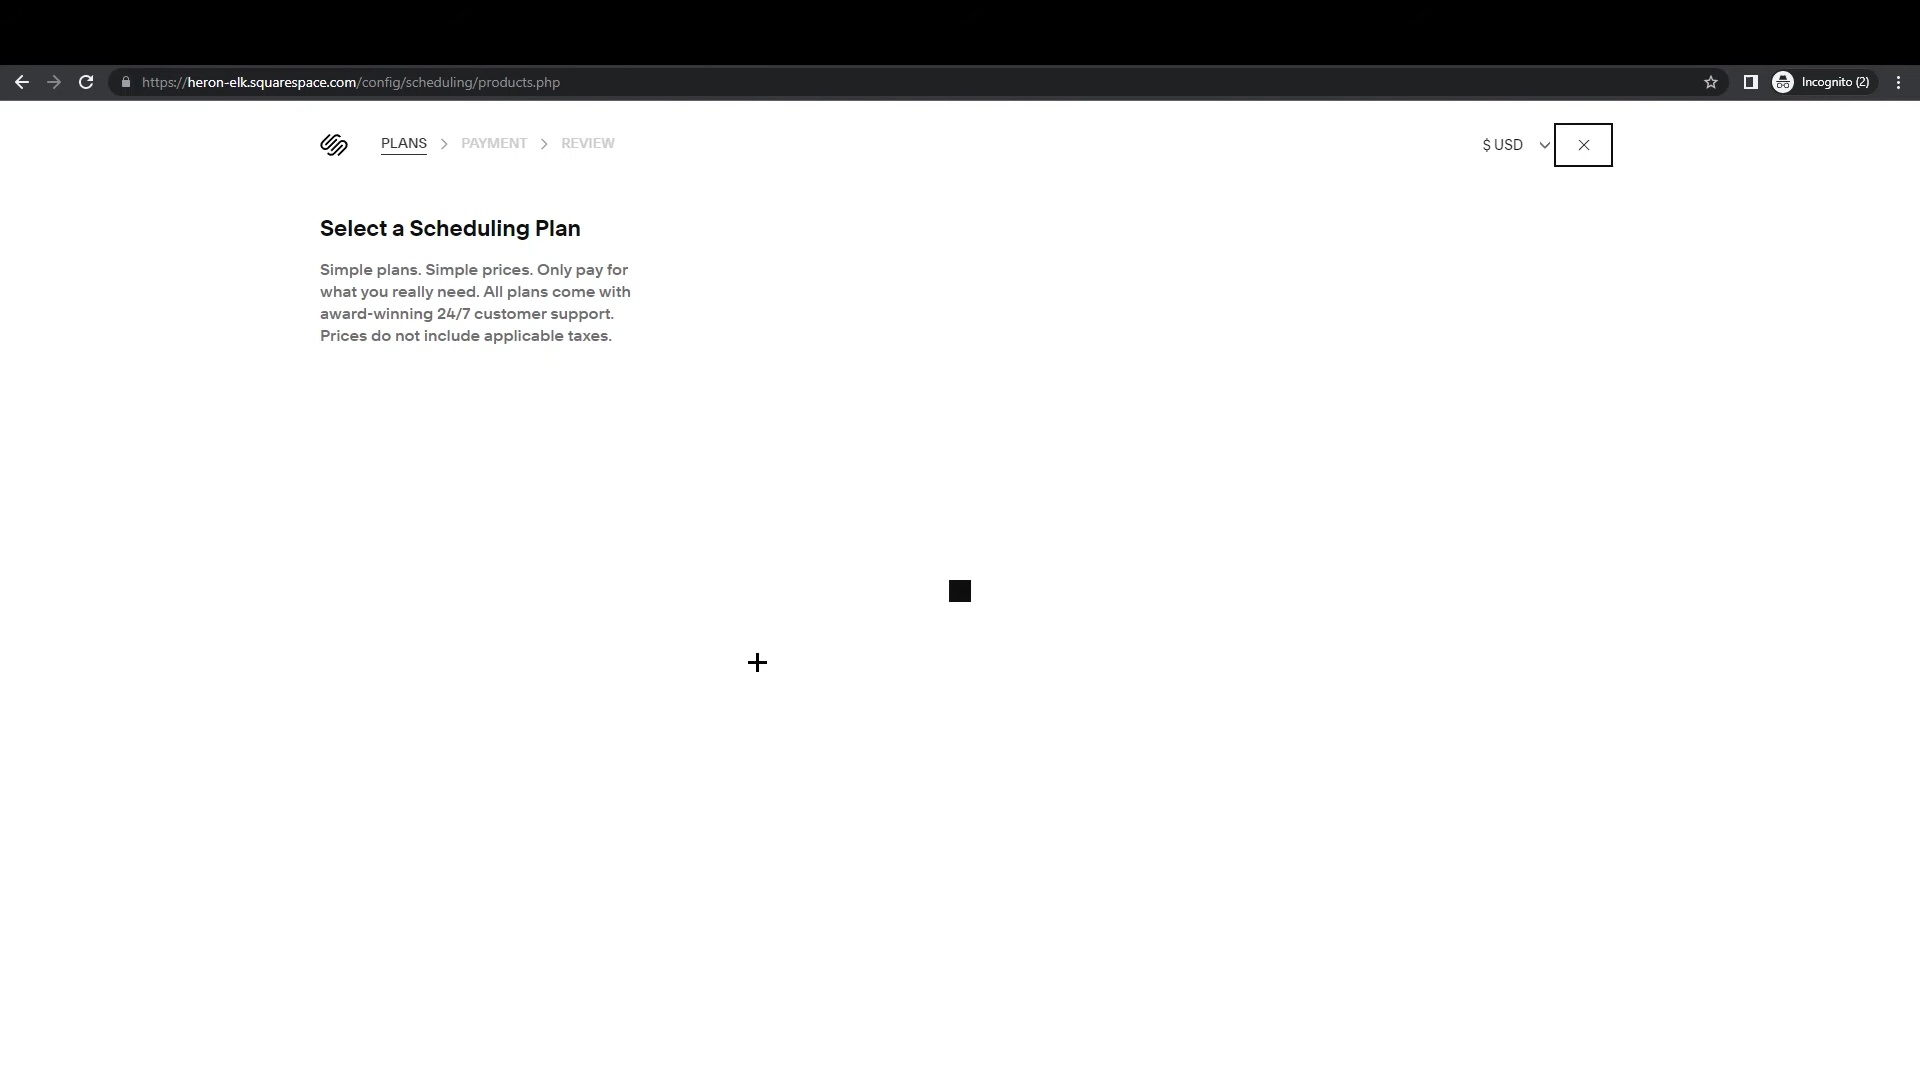 https://heron-elk.squarespace.com/config/scheduling/products.php
Incognito (2)
PLANS
PAYMENT
REVIEW
$ USD
Select a Scheduling Plan
Simple plans. Simple prices. Only pay for
what you really need. All plans come with
award-winning 24/7 customer support.
Prices do not include applicable taxes.